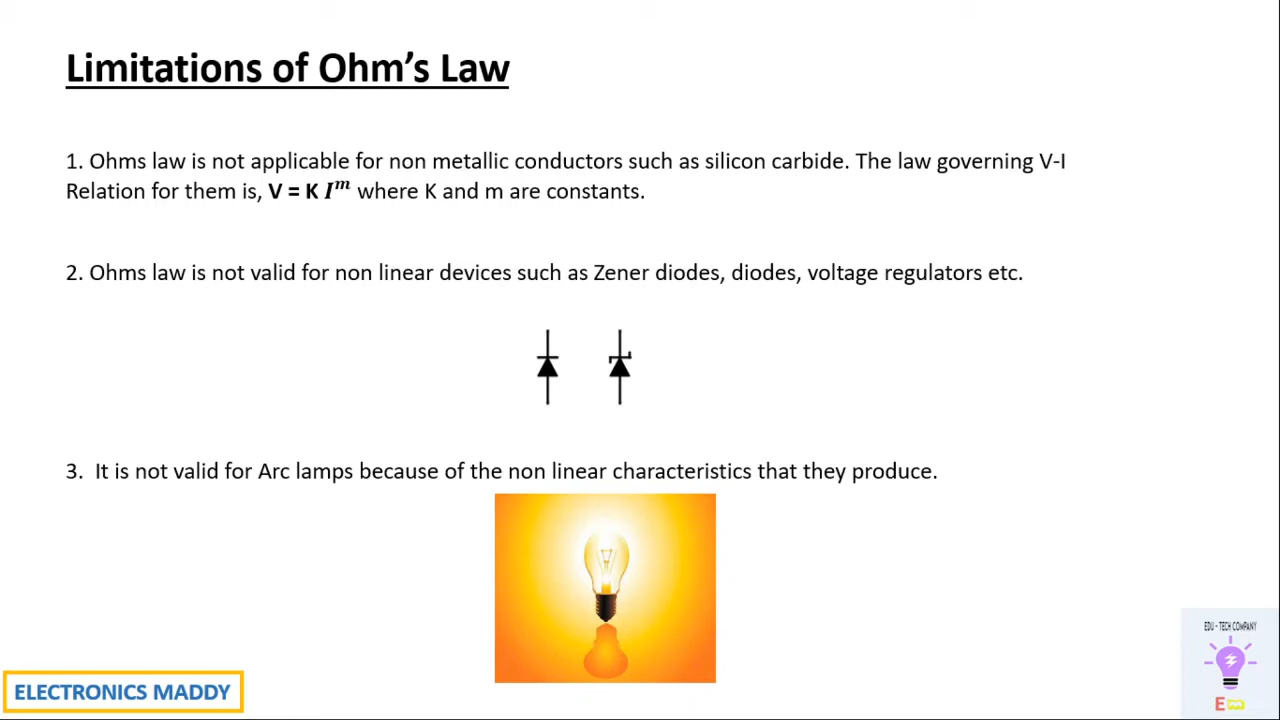 Limitations of Ohm’s Law
1. Ohms law is not applicable for non metallic conductors such as silicon carbide. The law governing V-I
Relation for them is, V = K I^m where K and m are constants.
2. Ohms law is not valid for non linear devices such as Zener diodes, diodes, voltage regulators etc.
3. It is not valid for Arc lamps because of the non linear characteristics that they produce.
EDU - TECH COMPANY
Em
ELECTRONICS MADDY